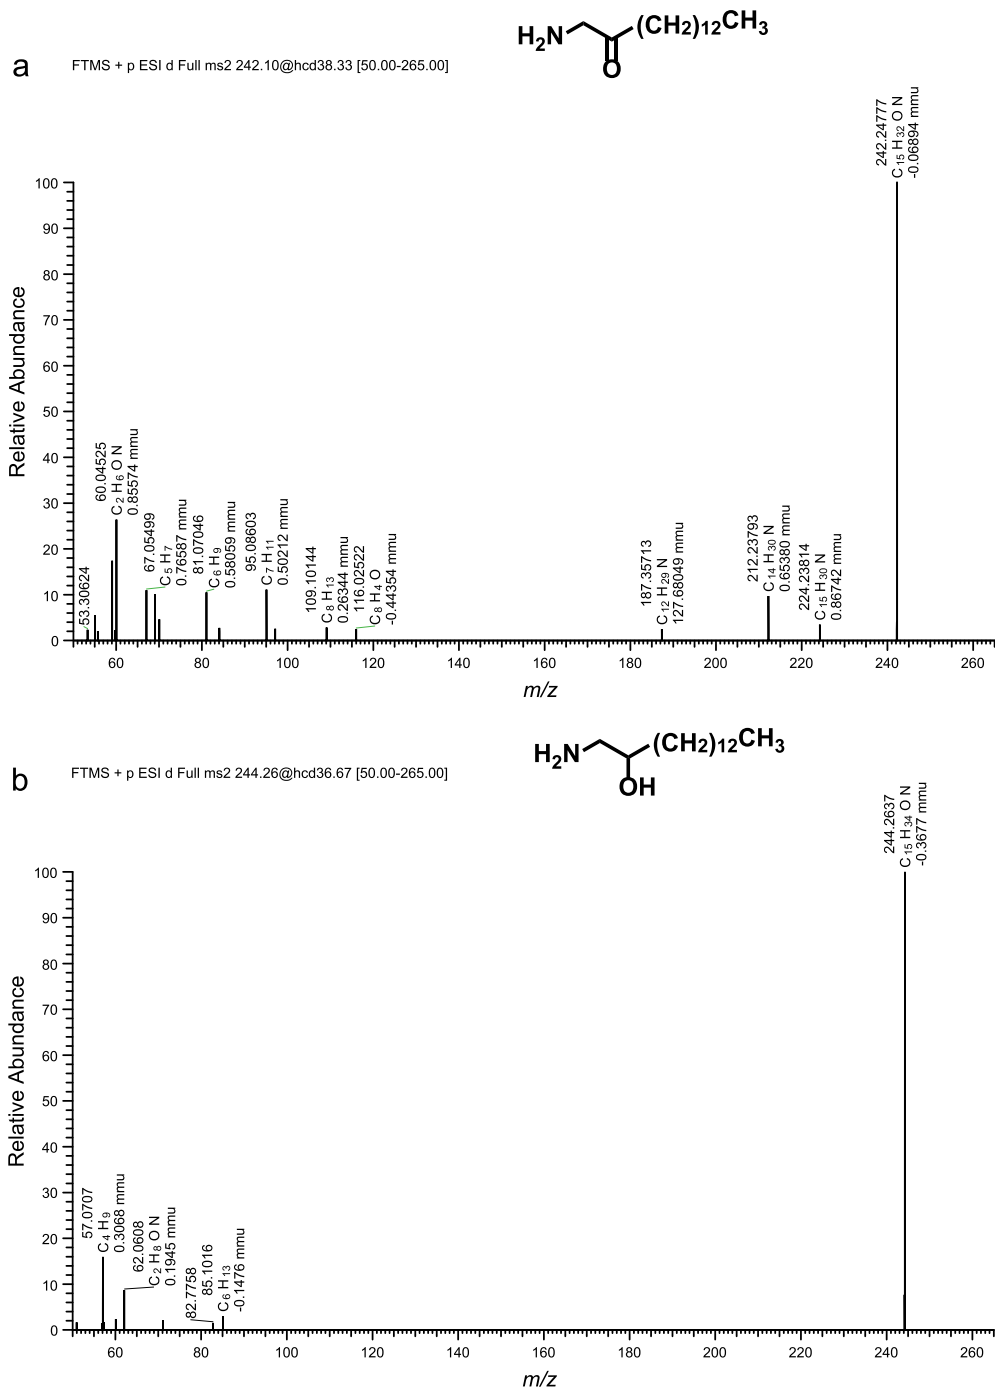 H₂N (CH₂)₁₂CH₃
O
a FTMS + p ESI d Full ms2 242.10@hcd38.33 [50.00-265.00]
Relative Abundance
100
90
80
70
60
50
40
30
20
10
0
53.30624
60.04525
C₂ H₆ O N
0.85574 mmu
67.05499
C₅ H₇
0.76587 mmu
81.07046
C₆ H₉
0.58059 mmu
95.08603
C₇ H₁₁
0.50212 mmu
109.10144
C₈ H₁₃
0.26344 mmu
116.02522
C₈ H₄ O
-0.44354 mmu
187.35713
C₁₂ H₂₉ N
127.68049 mmu
212.23793
C₁₄ H₃₀ N
0.65380 mmu
224.23814
C₁₅ H₃₀ N
0.86742 mmu
242.24777
C₁₅ H₃₂ O N
-0.06894 mmu
60 80 100 120 140 160 180 200 220 240 260
m/z
H₂N (CH₂)₁₂CH₃
OH
b FTMS + p ESI d Full ms2 244.26@hcd36.67 [50.00-265.00]
Relative Abundance
100
90
80
70
60
50
40
30
20
10
0
57.0707
C₄ H₉
0.3068 mmu
62.0608
C₂ H₈ O N
0.1945 mmu
82.7758
85.1016
C₆ H₁₃
-0.1476 mmu
244.2637
C₁₅ H₃₄ O N
-0.3677 mmu
60 80 100 120 140 160 180 200 220 240 260
m/z